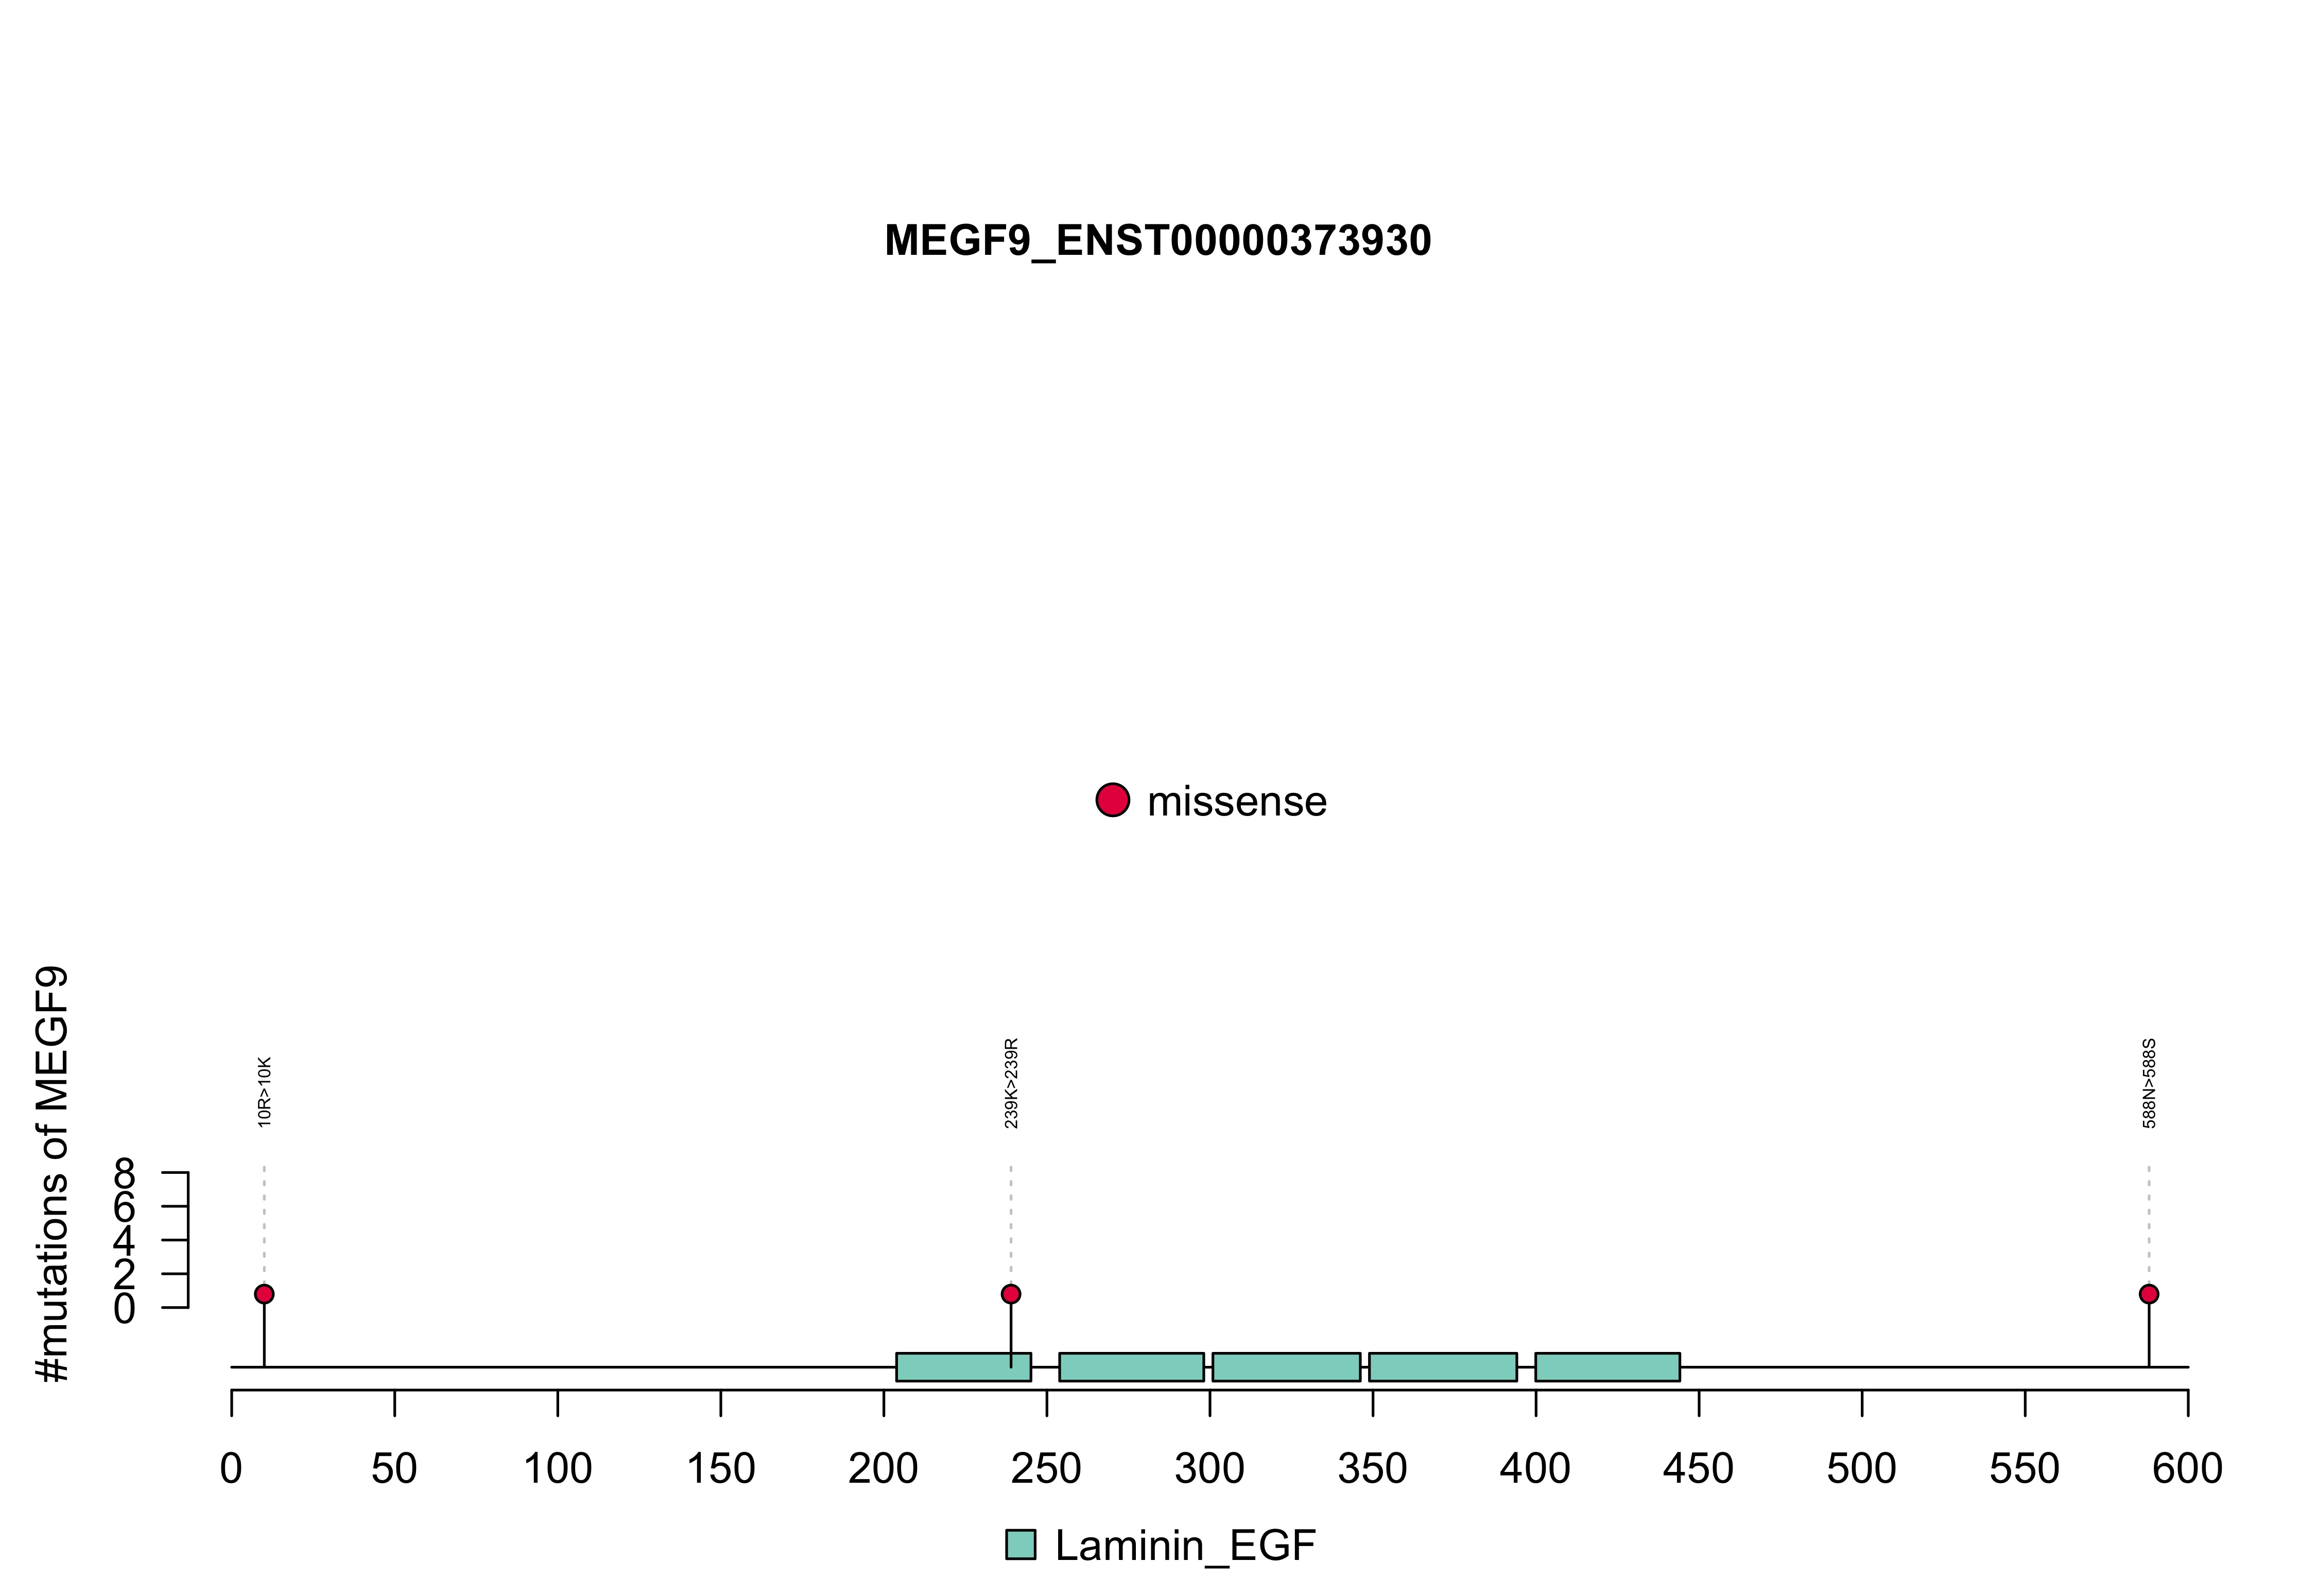 MEGF9_ENST00000373930
missense
#mutations of MEGF9
10R>10K
239K>239R
588N>588S
8
6
4
2
0
0 50 100 150 200 250 300 350 400 450 500 550 600
Laminin_EGF